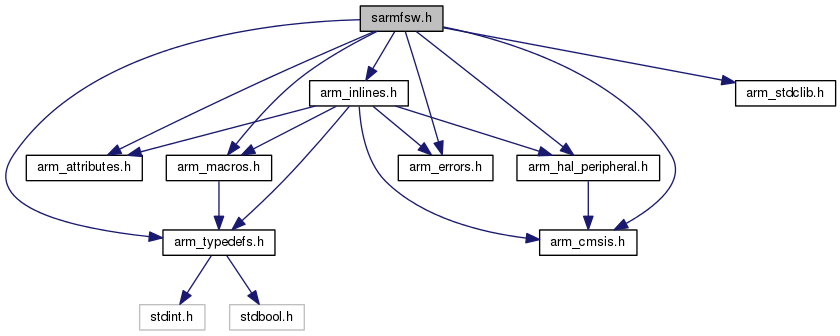 sarmfsw.h
arm_inlines.h
arm_stdclib.h
arm_attributes.h
arm_macros.h
arm_errors.h
arm_hal_peripheral.h
arm_typedefs.h
arm_cmsis.h
stdint.h
stdbool.h